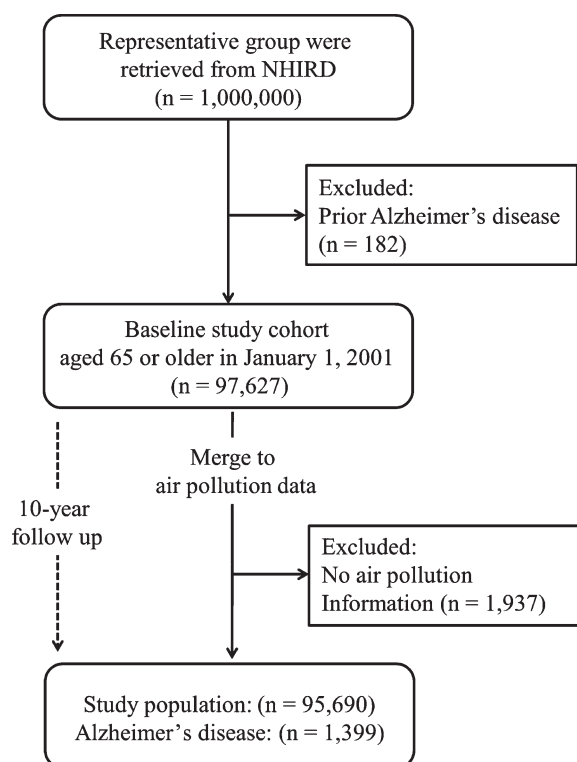 Representative group were
retrieved from NHIRD
(n = 1,000,000)
Excluded:
Prior Alzheimer’s disease
(n = 182)
Baseline study cohort
aged 65 or older in January 1, 2001
(n = 97,627)
Merge to
air pollution data
10-year
follow up
Excluded:
No air pollution
Information (n = 1,937)
Study population: (n = 95,690)
Alzheimer’s disease: (n = 1,399)